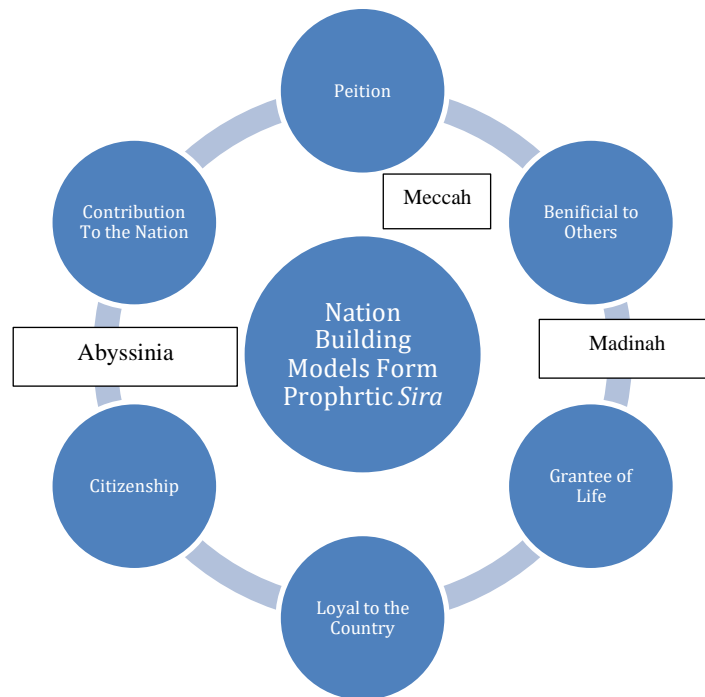 Peition
Meccah
Contribution
To the Nation
Benificial to
Others
Nation
Building
Models Form
Prophrtic Sira
Abyssinia
Madinah
Citizenship
Grantee of
Life
Loyal to the
Country